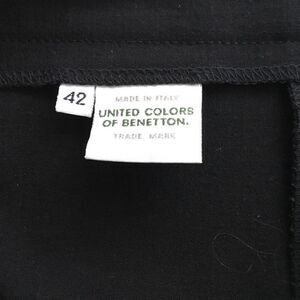 42
MADE IN ITALY
UNITED COLORS
OF BENETTON.
TRADE MARK